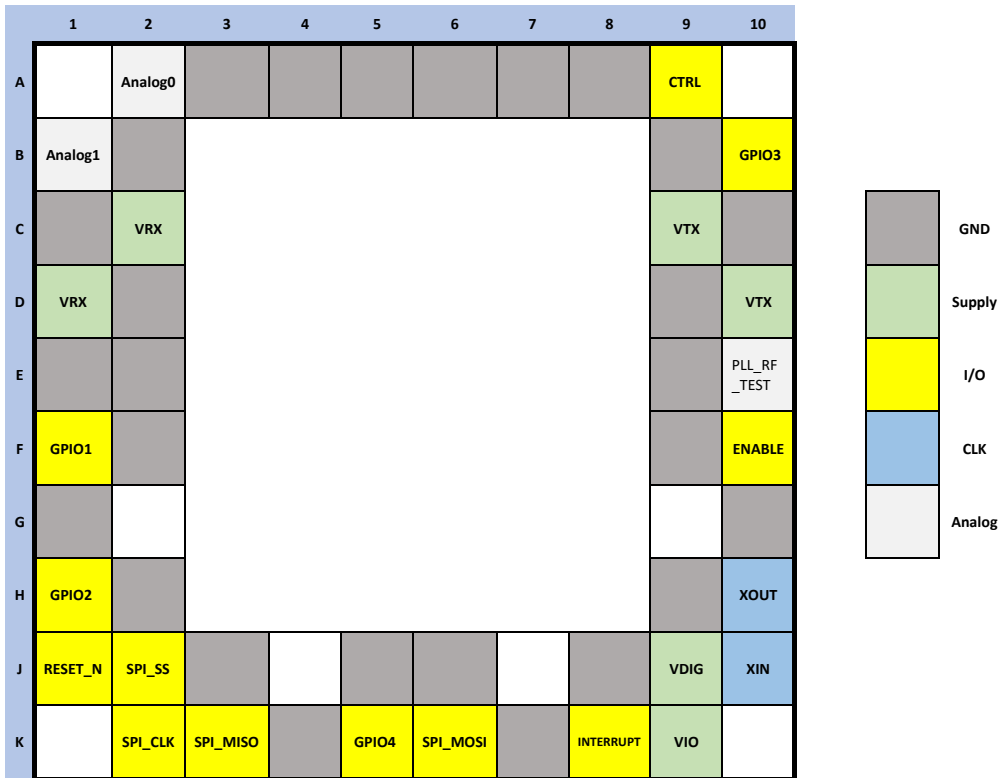 1 2 3 4 5 6 7 8 9 10
A Analog0 CTRL
B Analog1 GPIO3
C VRX VTX GND
D VRX VTX Supply
E PLL_RF
_TEST I/O
F GPIO1 ENABLE CLK
G Analog
H GPIO2 XOUT
J RESET_N SPI_SS VDIG XIN
K SPI_CLK SPI_MISO GPIO4 SPI_MOSI INTERRUPT VIO